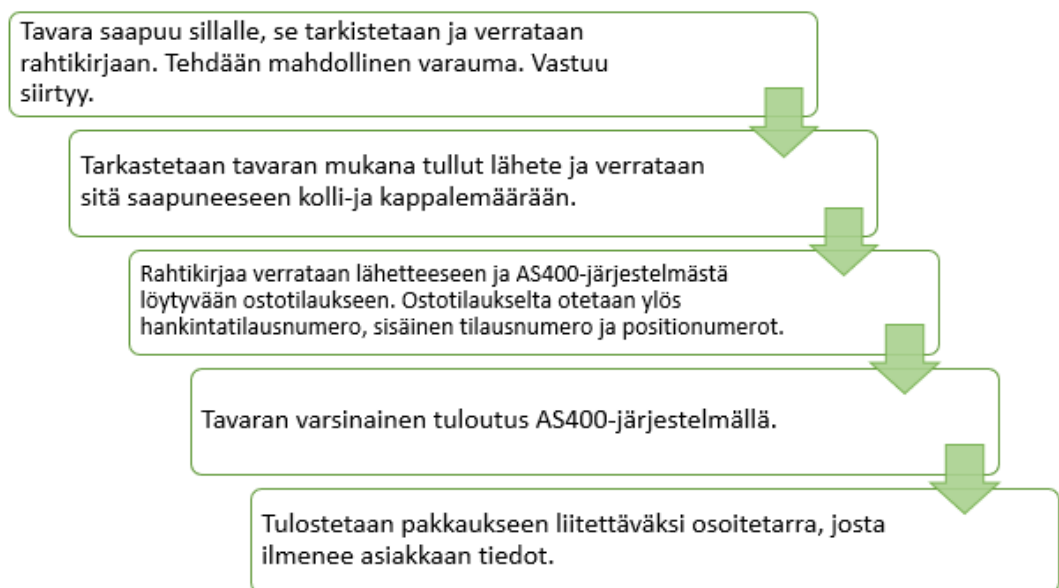 Tavara saapuu sillalle, se tarkistetaan ja verrataan
rahtikirjaan. Tehdään mahdollinen varauma. Vastuu
siirtyy.
Tarkastetaan tavaran mukana tullut lähete ja verrataan
sitä saapuneeseen kolli-ja kappalemäärään.
Rahtikirjaa verrataan lähetteeseen ja AS400-järjestelmästä
löytyvään ostotilaukseen. Ostotilaukselta otetaan ylös
hankintatilausnumero, sisäinen tilausnumero ja positionumerot.
Tavaran varsinainen tuloutus AS400-järjestelmällä.
Tulostetaan pakkaukseen liitettäväksi osoitetarra, josta
ilmenee asiakkaan tiedot.